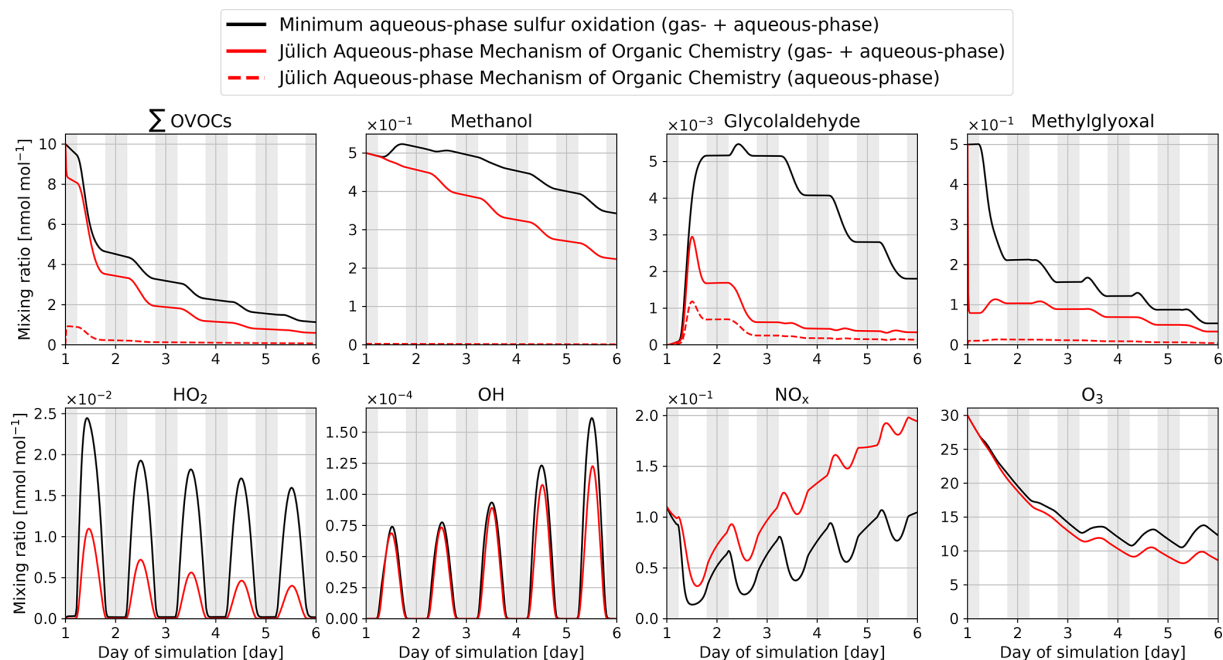 Minimum aqueous-phase sulfur oxidation (gas- + aqueous-phase)
Jülich Aqueous-phase Mechanism of Organic Chemistry (gas- + aqueous-phase)
Jülich Aqueous-phase Mechanism of Organic Chemistry (aqueous-phase)
∑ OVOCs
Mixing ratio [nmol mol⁻¹]
10
8
6
4
2
0
1 2 3 4 5 6
×10⁻¹ Methanol
5
4
3
2
1
0
1 2 3 4 5 6
×10⁻³ Glycolaldehyde
5
4
3
2
1
0
1 2 3 4 5 6
×10⁻¹ Methylglyoxal
5
4
3
2
1
0
1 2 3 4 5 6
×10⁻² HO₂
Mixing ratio [nmol mol⁻¹]
2.5
2.0
1.5
1.0
0.5
0.0
1 2 3 4 5 6
Day of simulation [day]
×10⁻⁴ OH
1.50
1.25
1.00
0.75
0.50
0.25
0.00
1 2 3 4 5 6
Day of simulation [day]
×10⁻¹ NOₓ
2.0
1.5
1.0
0.5
0.0
1 2 3 4 5 6
Day of simulation [day]
O₃
30
25
20
15
10
5
0
1 2 3 4 5 6
Day of simulation [day]